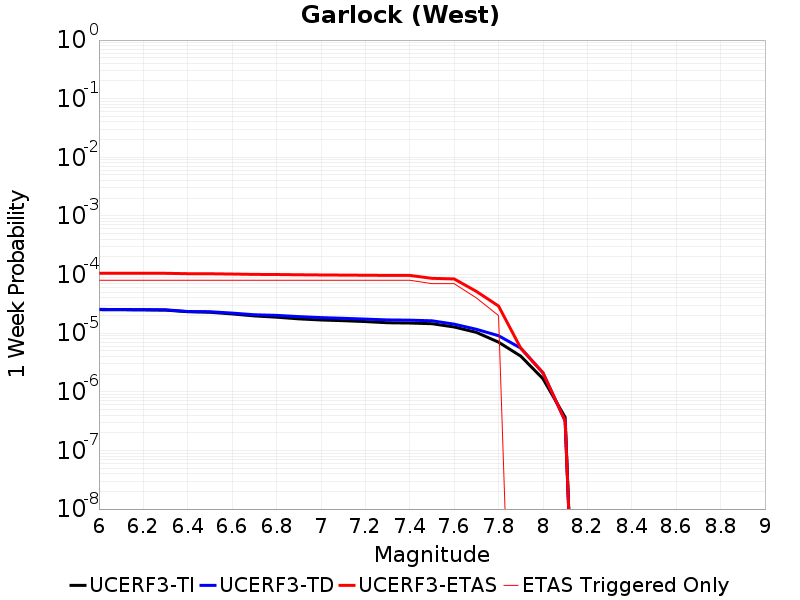 Garlock (West)
1 Week Probability
10^0
10^-1
10^-2
10^-3
10^-4
10^-5
10^-6
10^-7
10^-8
6 6.2 6.4 6.6 6.8 7 7.2 7.4 7.6 7.8 8 8.2 8.4 8.6 8.8 9
Magnitude
UCERF3-TI UCERF3-TD UCERF3-ETAS ETAS Triggered Only